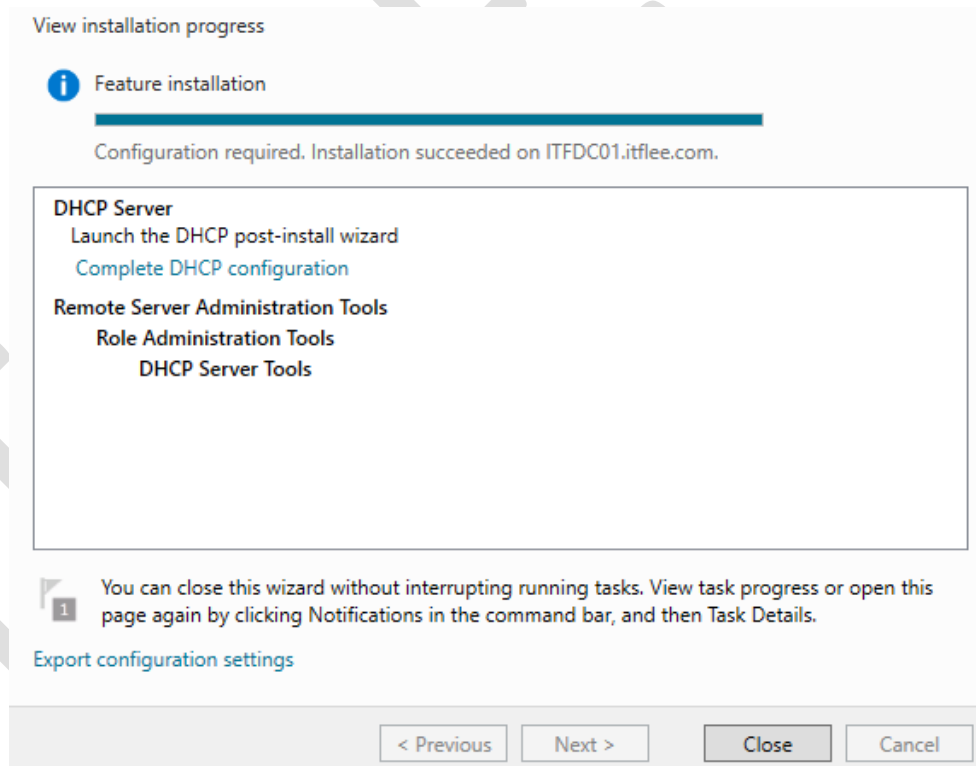 View installation progress
Feature installation
Configuration required. Installation succeeded on ITFDC01.itflee.com.
DHCP Server
Launch the DHCP post-install wizard
Complete DHCP configuration
Remote Server Administration Tools
Role Administration Tools
DHCP Server Tools
You can close this wizard without interrupting running tasks. View task progress or open this
page again by clicking Notifications in the command bar, and then Task Details.
1
Export configuration settings
< Previous
Next >
Close
Cancel